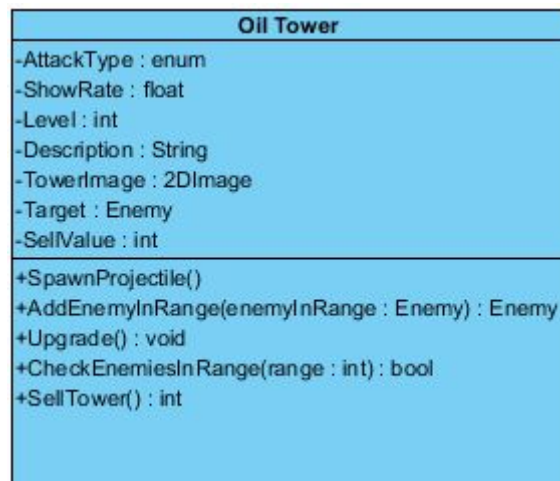 Oil Tower
-AttackType : enum
-ShowRate : float
-Level : int
-Description : String
-TowerImage : 2DImage
-Target : Enemy
-SellValue : int
+SpawnProjectile()
+AddEnemyInRange(enemyInRange : Enemy) : Enemy
+Upgrade() : void
+CheckEnemiesInRange(range : int) : bool
+SellTower() : int